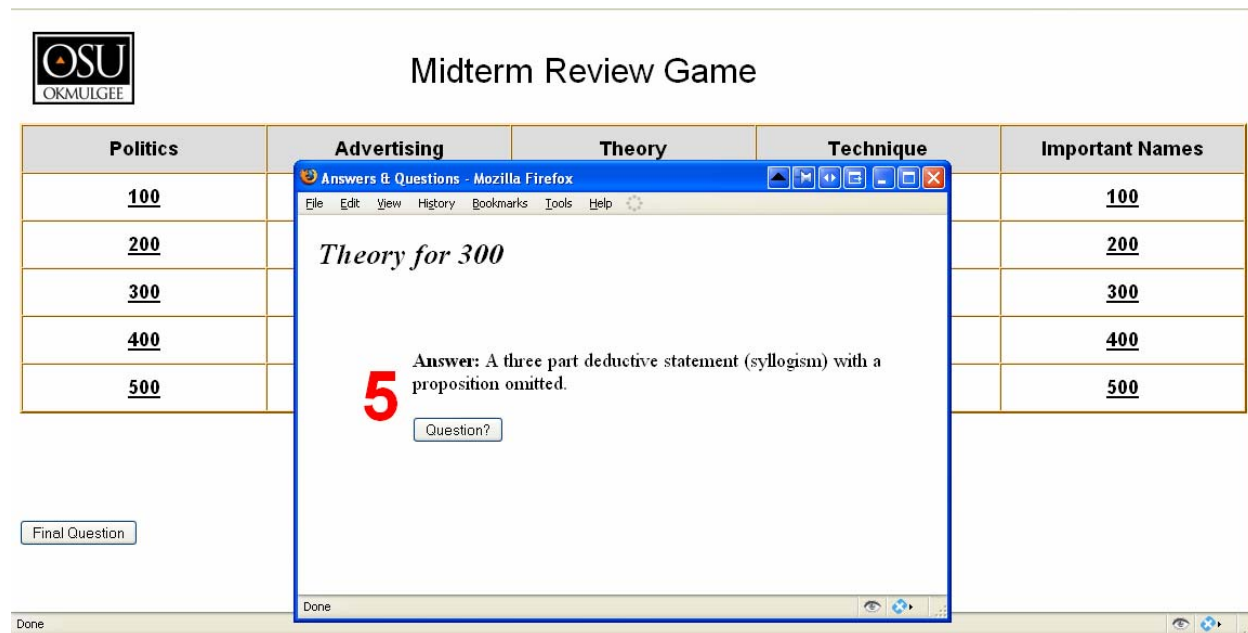 OSU
OKMULGEE
Midterm Review Game
Politics Advertising Theory Technique Important Names
Answers & Questions - Mozilla Firefox
File Edit View History Bookmarks Tools Help
100 100
200 200
300 300
400 400
500 500
Theory for 300
Answer: A three part deductive statement (syllogism) with a
proposition omitted.
5
Question?
Final Question
Done
Done